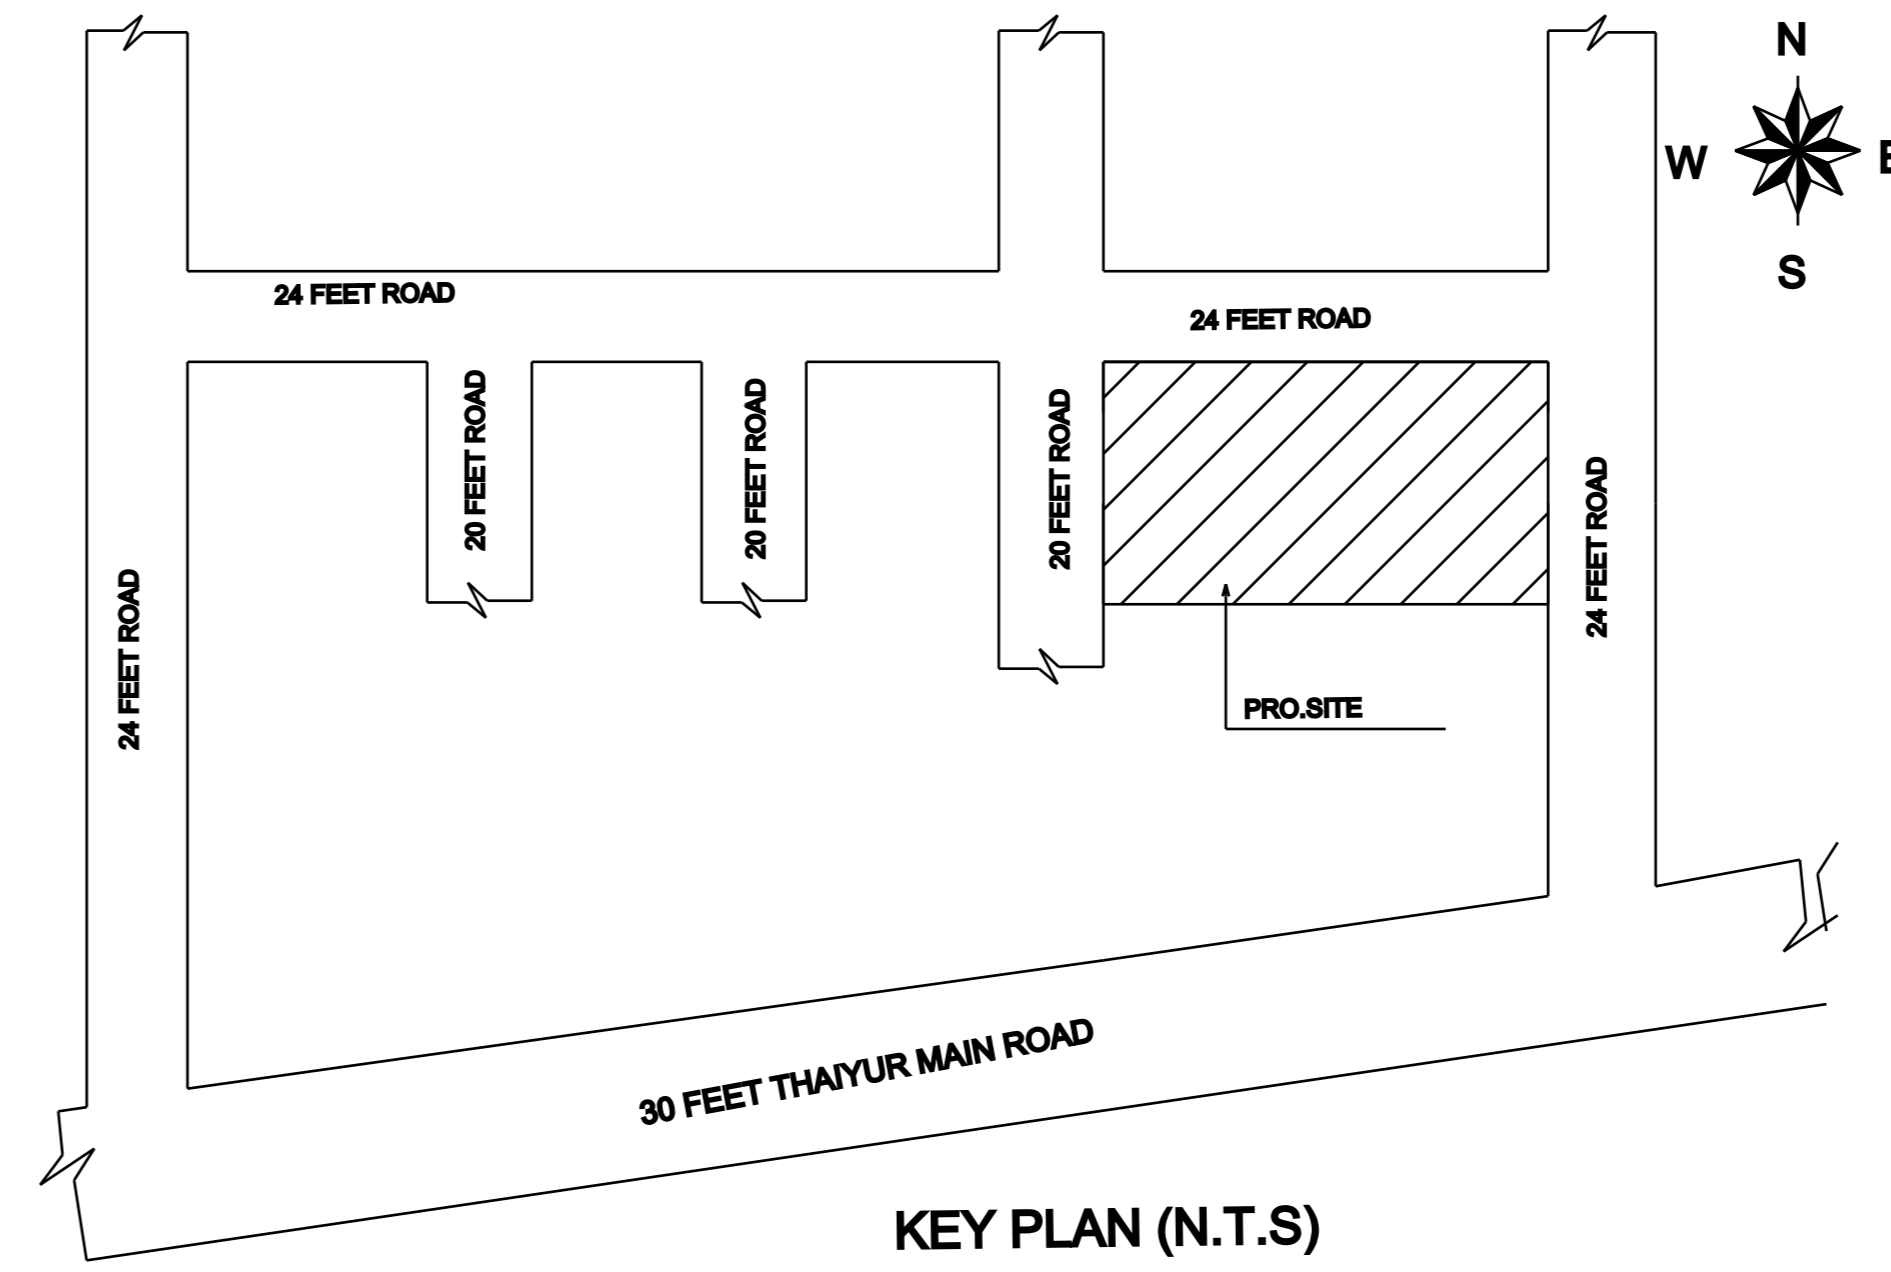 N
W
E
S
24 FEET ROAD
24 FEET ROAD
20 FEET ROAD
20 FEET ROAD
20 FEET ROAD
24 FEET ROAD
24 FEET ROAD
PRO.SITE
30 FEET THAIYUR MAIN ROAD
KEY PLAN (N.T.S)